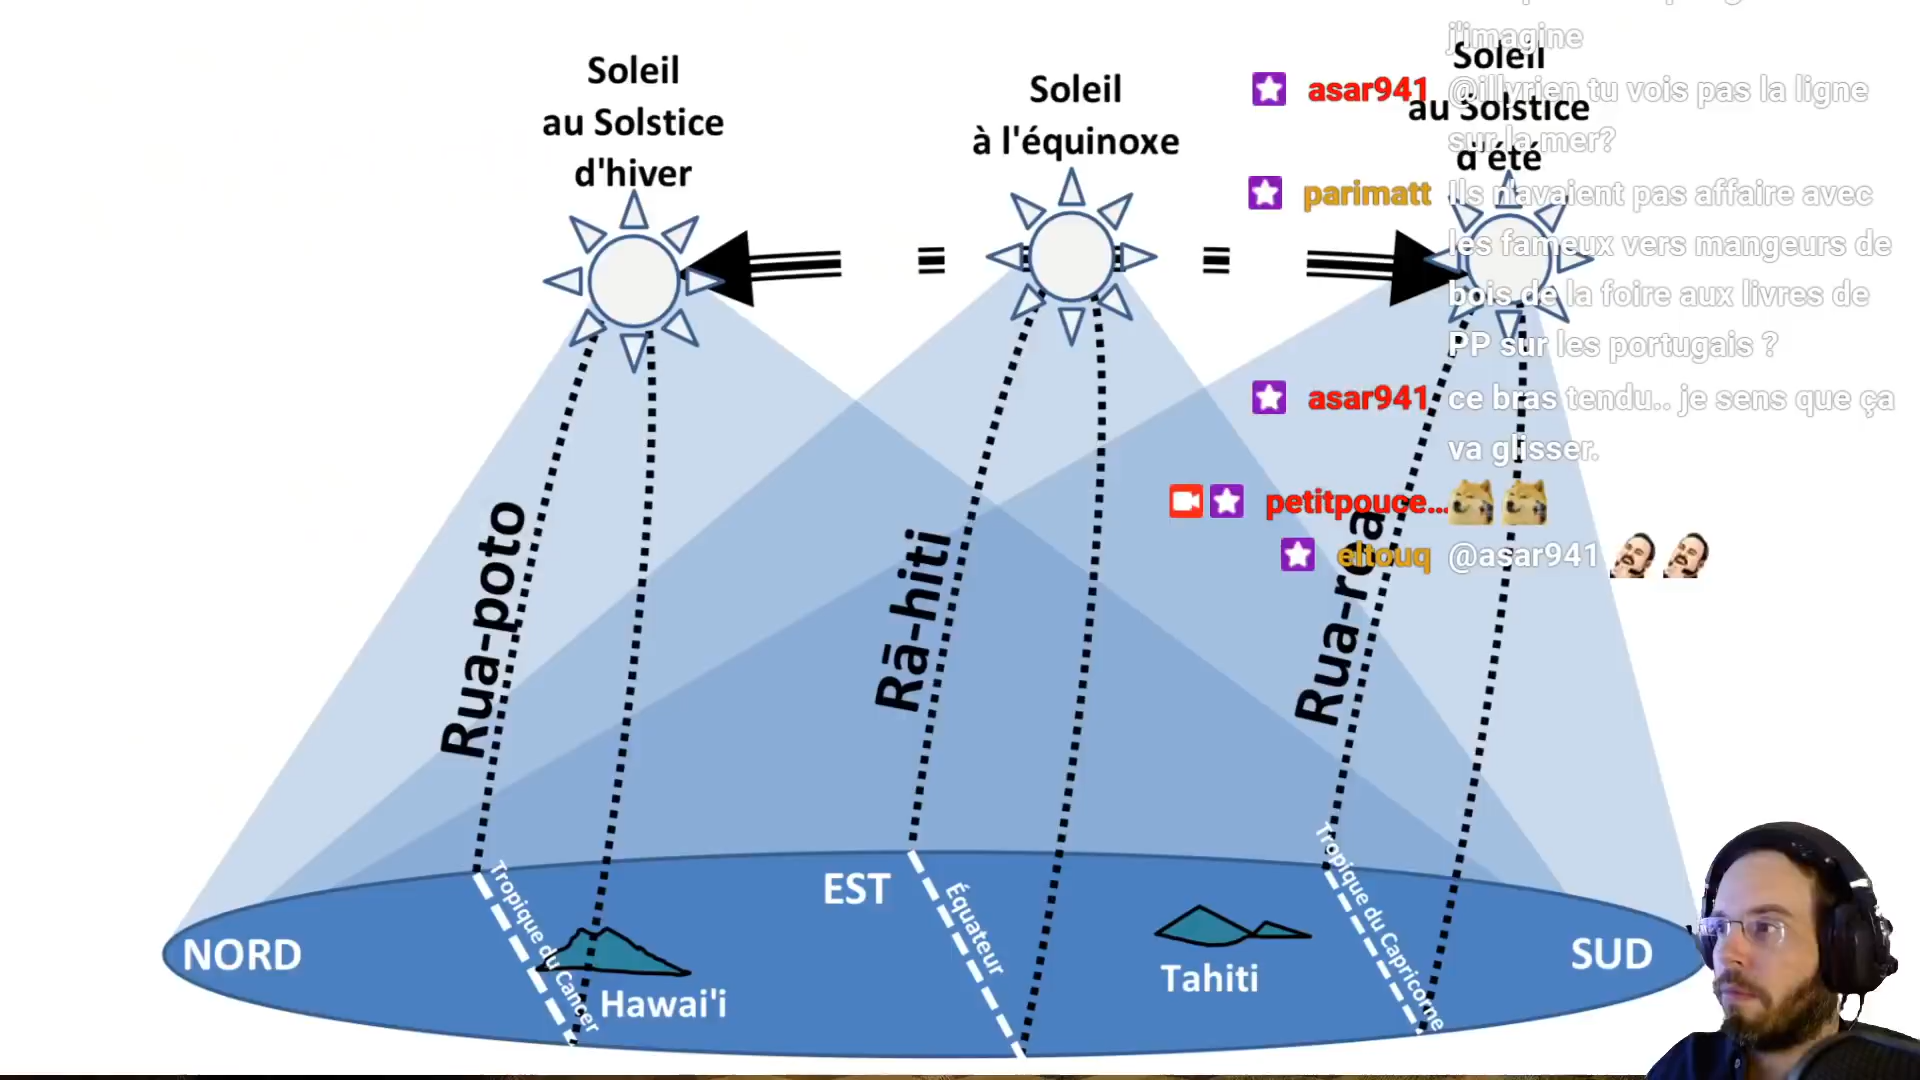 Soleil
au Solstice
d'hiver
Soleil
à l'équinoxe
Soleil
au Solstice
d'été
Rua-poto
Rā-hiti
Rua-roa
NORD
EST
SUD
Tropique du Cancer
Équateur
Tropique du Capricorne
Hawai'i
Tahiti
j'imagine
asar941 @illyrien tu vois pas la ligne
sur la mer?
parimatt Ils n'avaient pas affaire avec
les fameux vers mangeurs de
bois de la foire aux livres de
PP sur les portugais ?
asar941 ce bras tendu.. je sens que ça
va glisser.
petitpouce...
eltouq @asar941